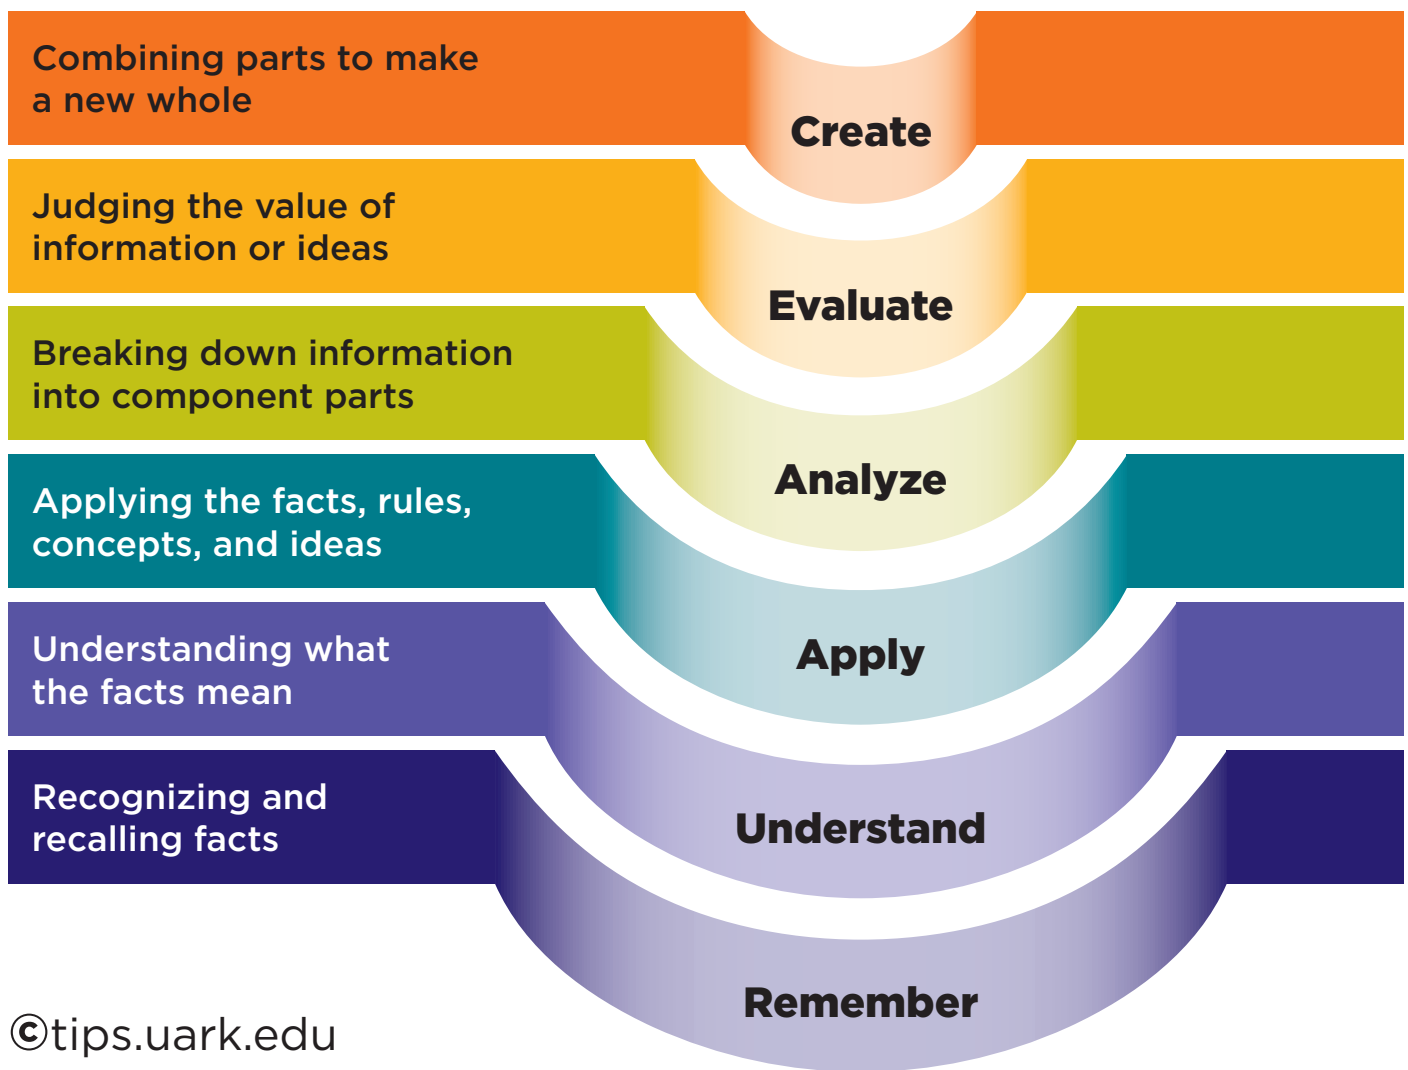 Combining parts to make
a new whole
Create
Judging the value of
information or ideas
Evaluate
Breaking down information
into component parts
Analyze
Applying the facts, rules,
concepts, and ideas
Apply
Understanding what
the facts mean
Understand
Recognizing and
recalling facts
Remember
©tips.uark.edu